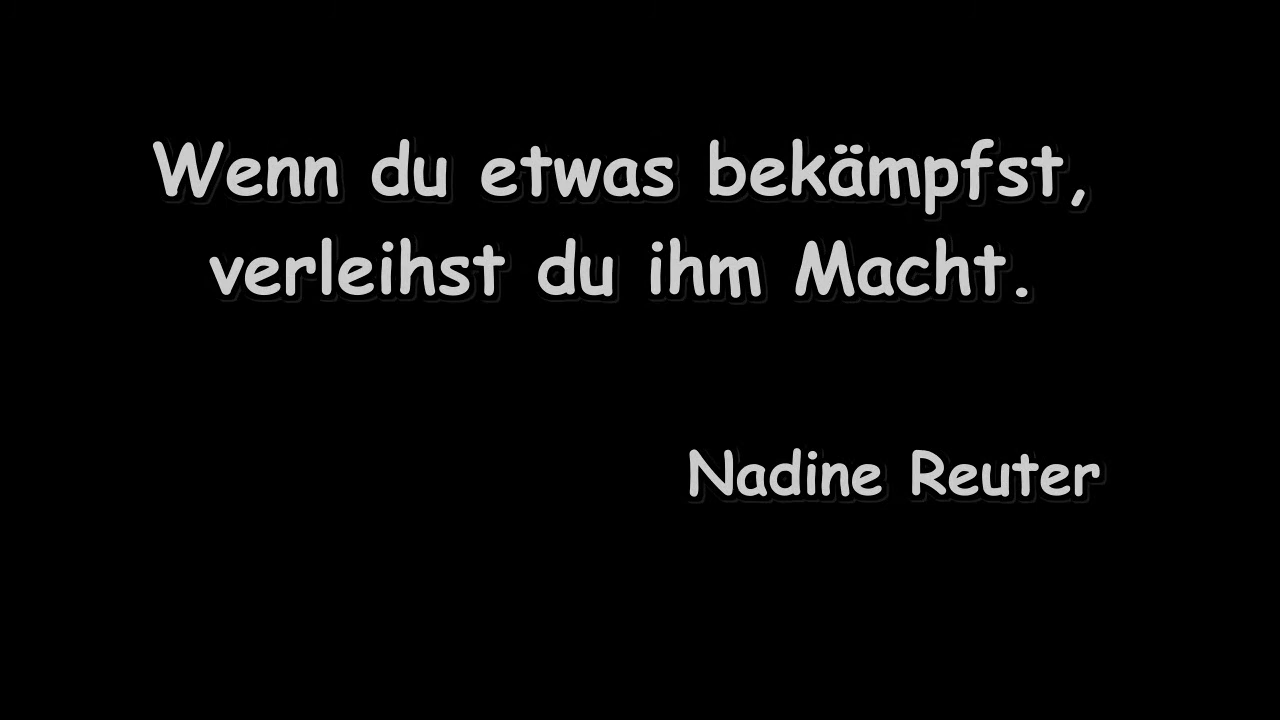 Wenn du etwas bekämpfst,
verleihst du ihm Macht.
Nadine Reuter